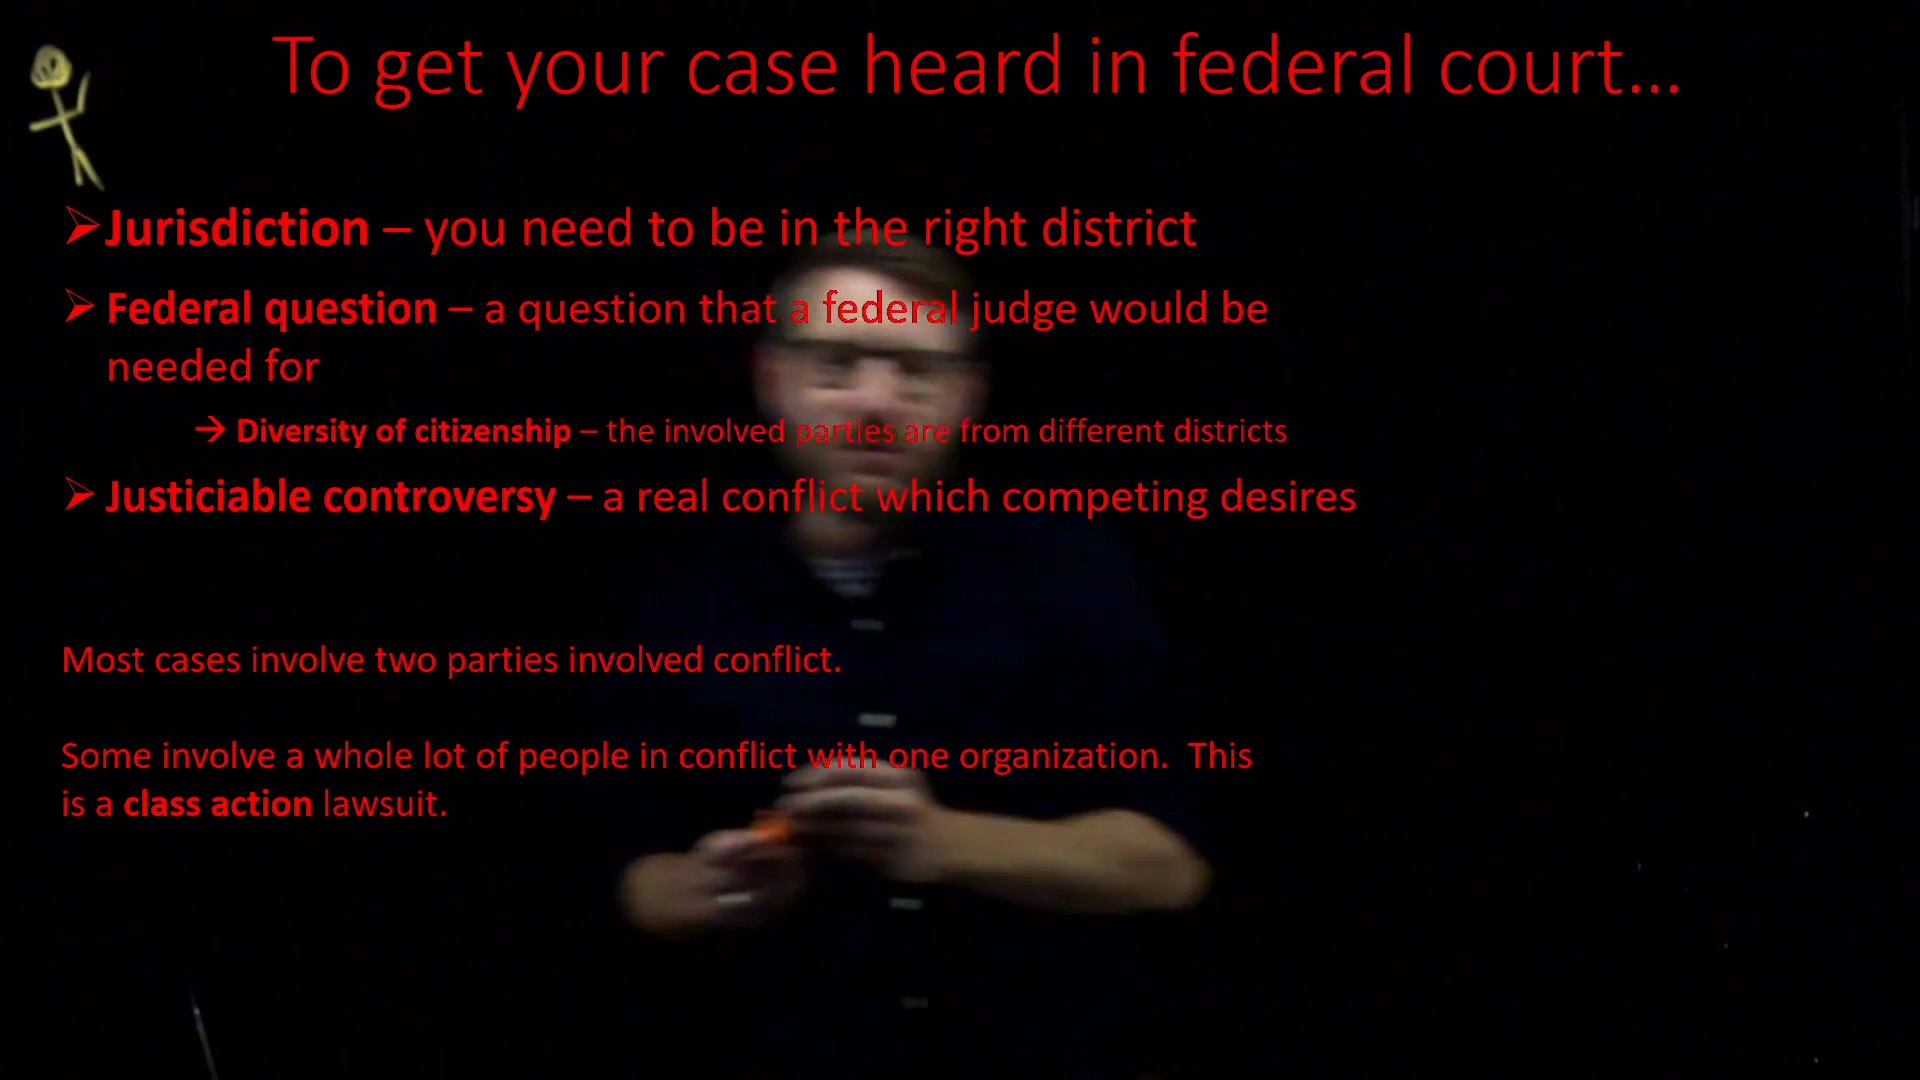 To get your case heard in federal court…
➢Jurisdiction – you need to be in the right district
➢ Federal question – a question that a federal judge would be
needed for
→ Diversity of citizenship – the involved parties are from different districts
➢ Justiciable controversy – a real conflict which competing desires
Most cases involve two parties involved conflict.
Some involve a whole lot of people in conflict with one organization.  This
is a class action lawsuit.